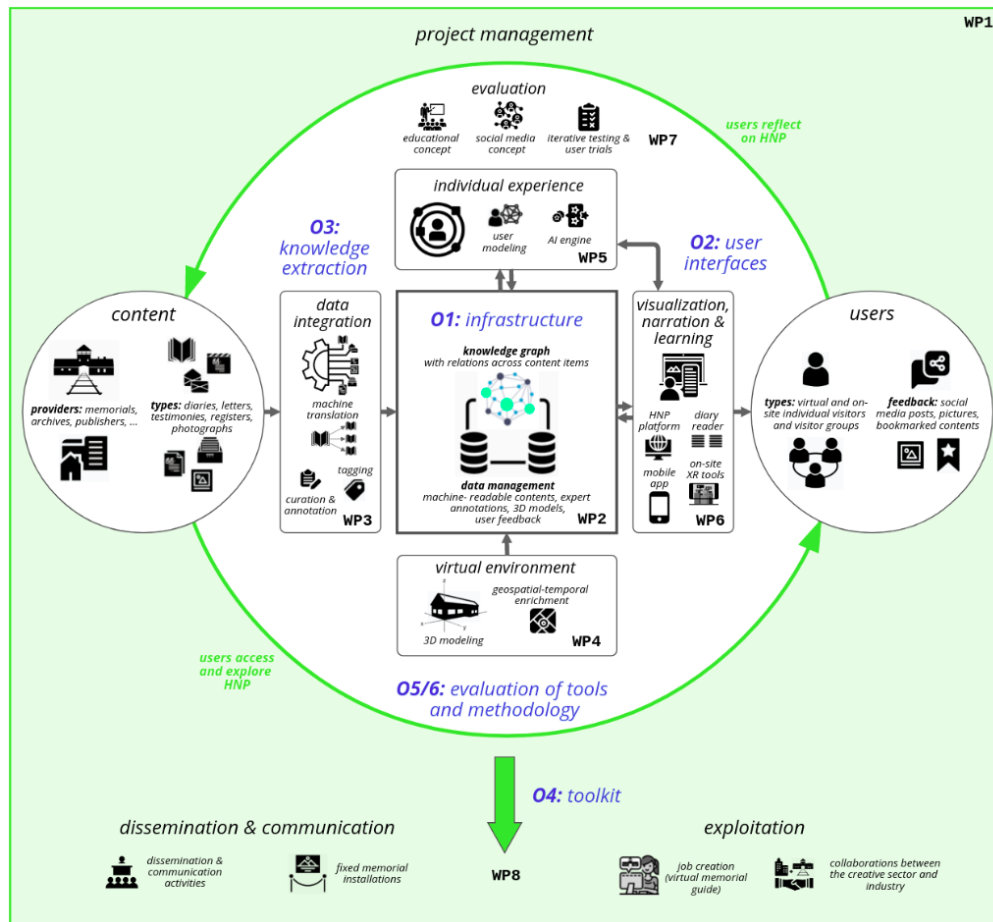 WP1
project management
evaluation
educational
concept
social media
concept
iterative testing &
user trials
WP7
users reflect
on HNP
individual experience
user
modeling
AI engine
WP5
O3:
knowledge
extraction
O2: user
interfaces
content
providers: memorials,
archives, publishers, ...
types: diaries, letters,
testimonies, registers,
photographs
data
integration
machine
translation
tagging
curation &
annotation
WP3
O1: infrastructure
knowledge graph
with relations across content items
data management
machine- readable contents, expert
annotations, 3D models,
user feedback
WP2
visualization,
narration &
learning
HNP
platform
diary
reader
mobile
app
on-site
XR tools
WP6
users
types: virtual and on-
site individual visitors
and visitor groups
feedback: social
media posts, pictures,
bookmarked contents
virtual environment
geospatial-temporal
enrichment
z
x
y
3D modeling
WP4
users access
and explore
HNP
O5/6: evaluation of tools
and methodology
O4: toolkit
dissemination & communication
dissemination &
communication
activities
fixed memorial
installations
WP8
exploitation
job creation
(virtual memorial
guide)
collaborations between
the creative sector and
industry